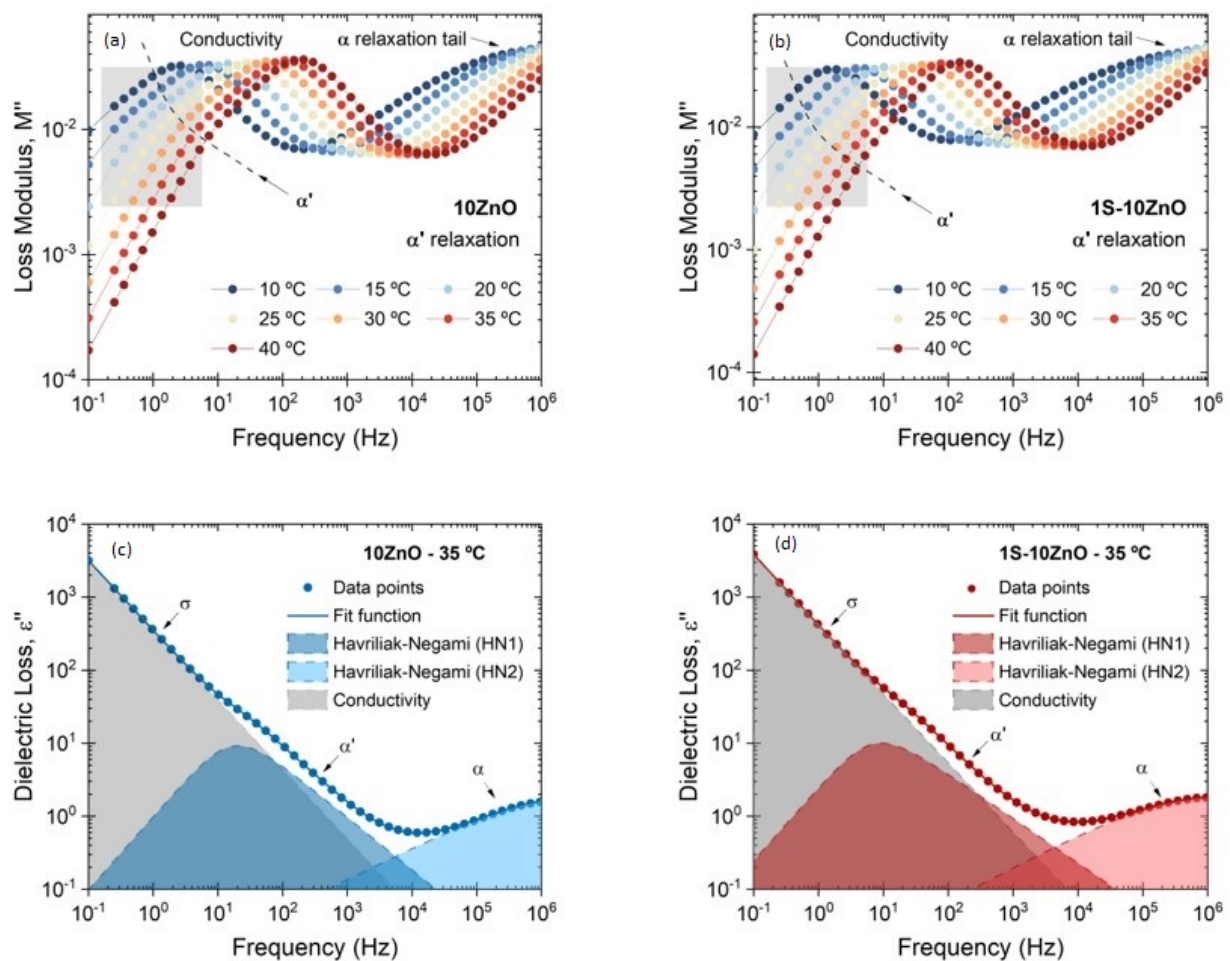 (a)
Conductivity
α relaxation tail
10⁻²
10⁻³
10⁻⁴
Loss Modulus, M"
α'
10ZnO
α' relaxation
10 ºC 15 ºC 20 ºC
25 ºC 30 ºC 35 ºC
40 ºC
10⁻¹ 10⁰ 10¹ 10² 10³ 10⁴ 10⁵ 10⁶
Frequency (Hz)
(b)
Conductivity
α relaxation tail
10⁻²
10⁻³
10⁻⁴
Loss Modulus, M"
α'
1S-10ZnO
α' relaxation
10 ºC 15 ºC 20 ºC
25 ºC 30 ºC 35 ºC
40 ºC
10⁻¹ 10⁰ 10¹ 10² 10³ 10⁴ 10⁵ 10⁶
Frequency (Hz)
10⁴
10³
10²
10¹
10⁰
10⁻¹
Dielectric Loss, ε"
(c)
10ZnO - 35 ºC
Data points
Fit function
Havriliak-Negami (HN1)
Havriliak-Negami (HN2)
Conductivity
σ
α'
α
10⁻¹ 10⁰ 10¹ 10² 10³ 10⁴ 10⁵ 10⁶
Frequency (Hz)
10⁴
10³
10²
10¹
10⁰
10⁻¹
Dielectric Loss, ε"
(d)
1S-10ZnO - 35 ºC
Data points
Fit function
Havriliak-Negami (HN1)
Havriliak-Negami (HN2)
Conductivity
σ
α'
α
10⁻¹ 10⁰ 10¹ 10² 10³ 10⁴ 10⁵ 10⁶
Frequency (Hz)